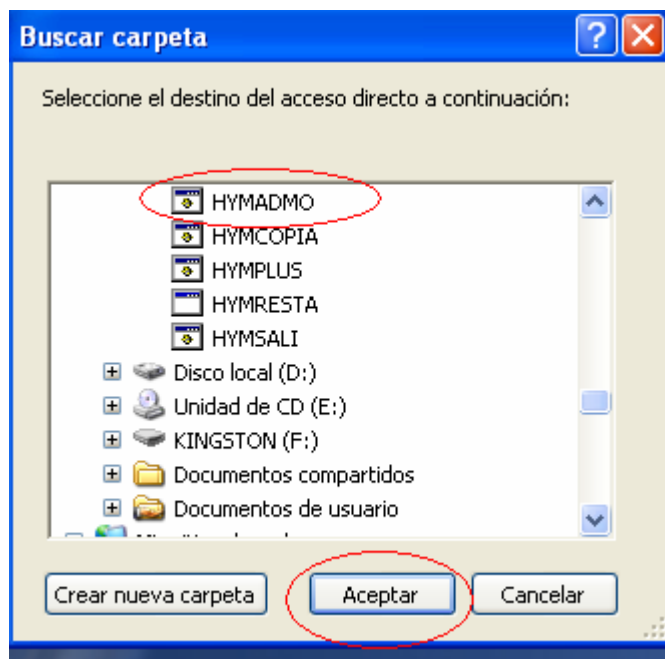 Buscar carpeta
Seleccione el destino del acceso directo a continuación:
HYMADMO
HYMCOPIA
HYMPLUS
HYMRESTA
HYMSALI
Disco local (D:)
Unidad de CD (E:)
KINGSTON (F:)
Documentos compartidos
Documentos de usuario
Crear nueva carpeta Aceptar Cancelar